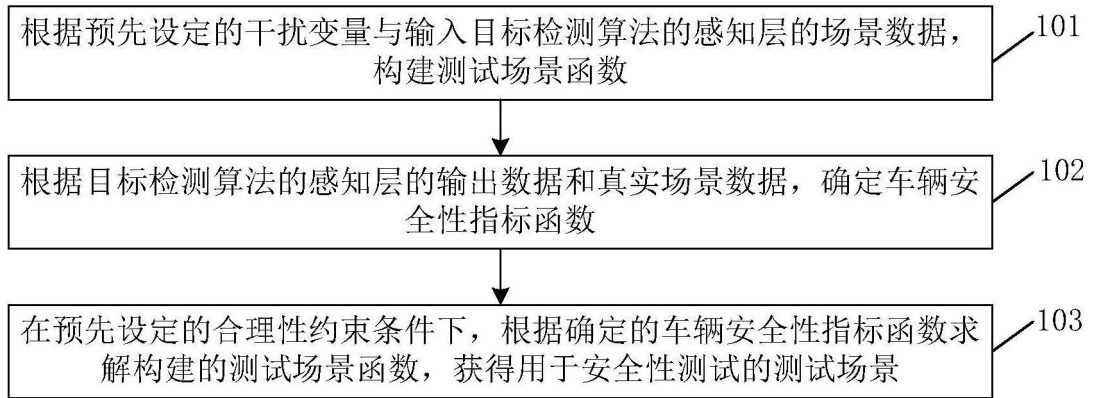 根据预先设定的干扰变量与输入目标检测算法的感知层的场景数据，
构建测试场景函数
101
根据目标检测算法的感知层的输出数据和真实场景数据，确定车辆安
全性指标函数
102
在预先设定的合理性约束条件下，根据确定的车辆安全性指标函数求
解构建的测试场景函数，获得用于安全性测试的测试场景
103